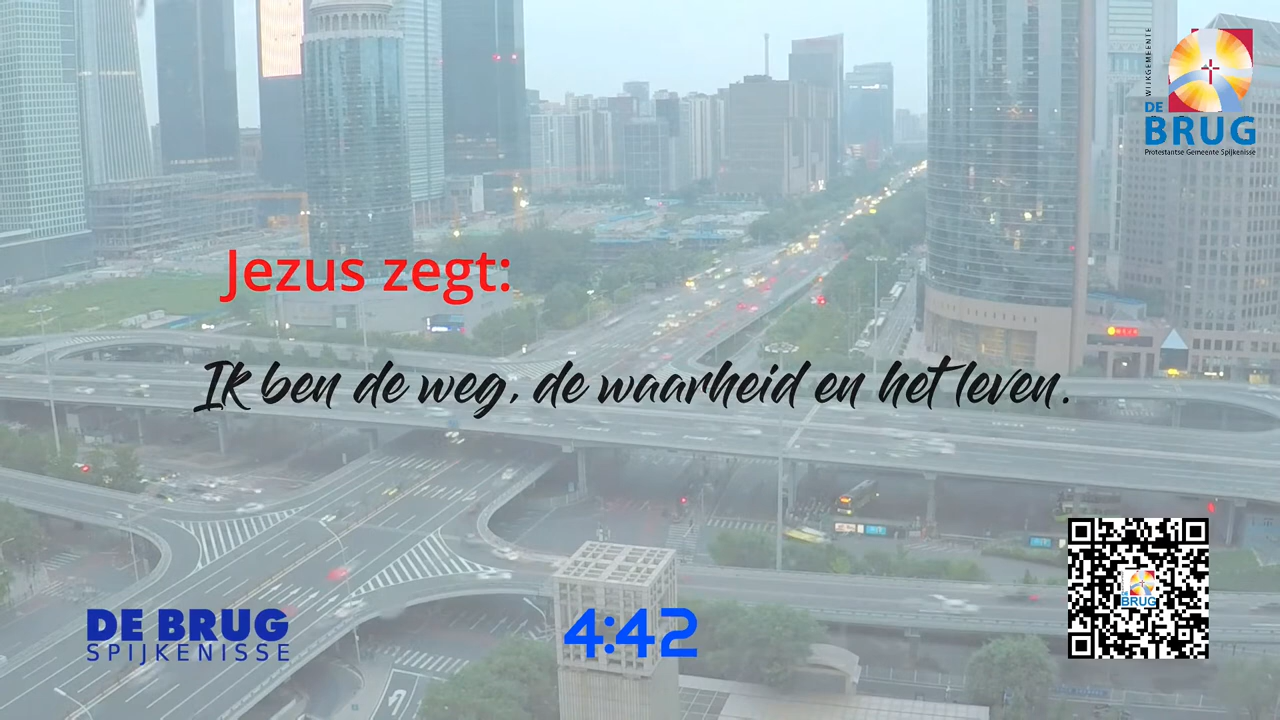 WIJKGEMEENTE
DE
BRUG
Protestantse Gemeente Spijkenisse
Jezus zegt:
Ik ben de weg, de waarheid en het leven.
DE BRUG
SPIJKENISSE
4:42
DE
BRUG